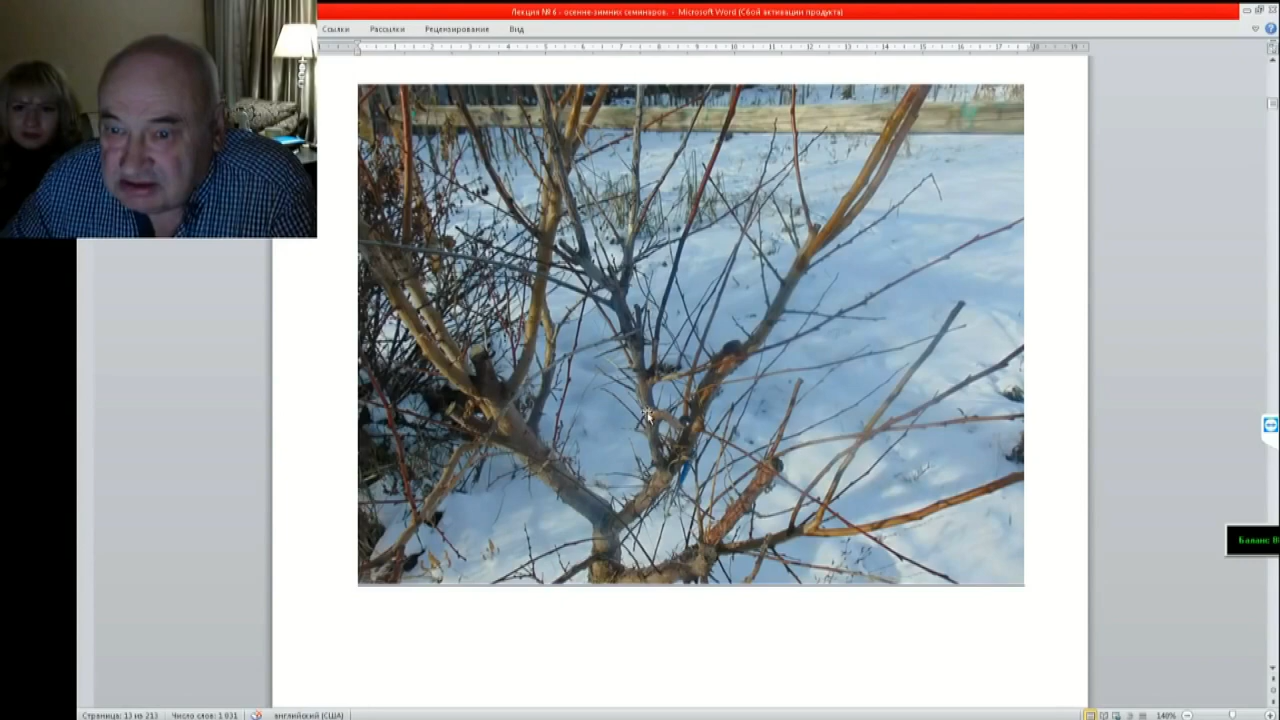 Лекция № 6 - осенне-зимних семинаров. - Microsoft Word (Сбой активации продукта)
Ссылки Рассылки Рецензирование Вид
Страница: 13 из 213 Число слов: 1 031 английский (США) 140%
Баланс